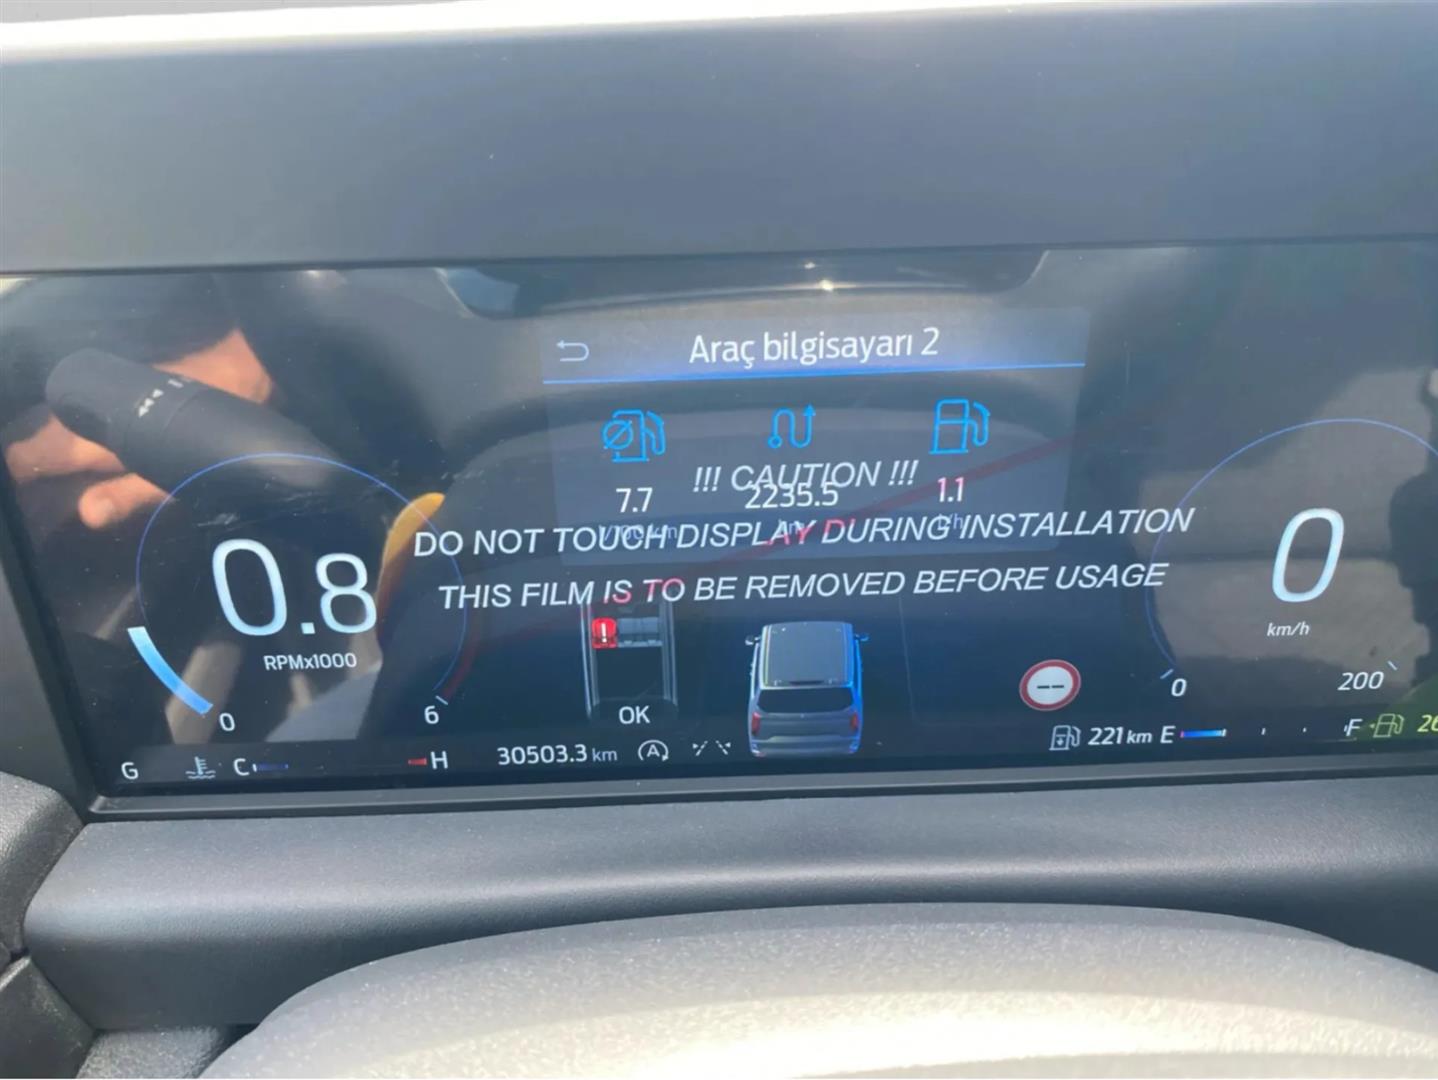 Araç bilgisayarı 2
!!! CAUTION !!!
7.7 2235.5 1.1
l/100km km l/h
DO NOT TOUCH DISPLAY DURING INSTALLATION
THIS FILM IS TO BE REMOVED BEFORE USAGE
0.8
RPMx1000
0 6
0
km/h
0 200
OK
--
G C H 30503.3 km A
221 km E F